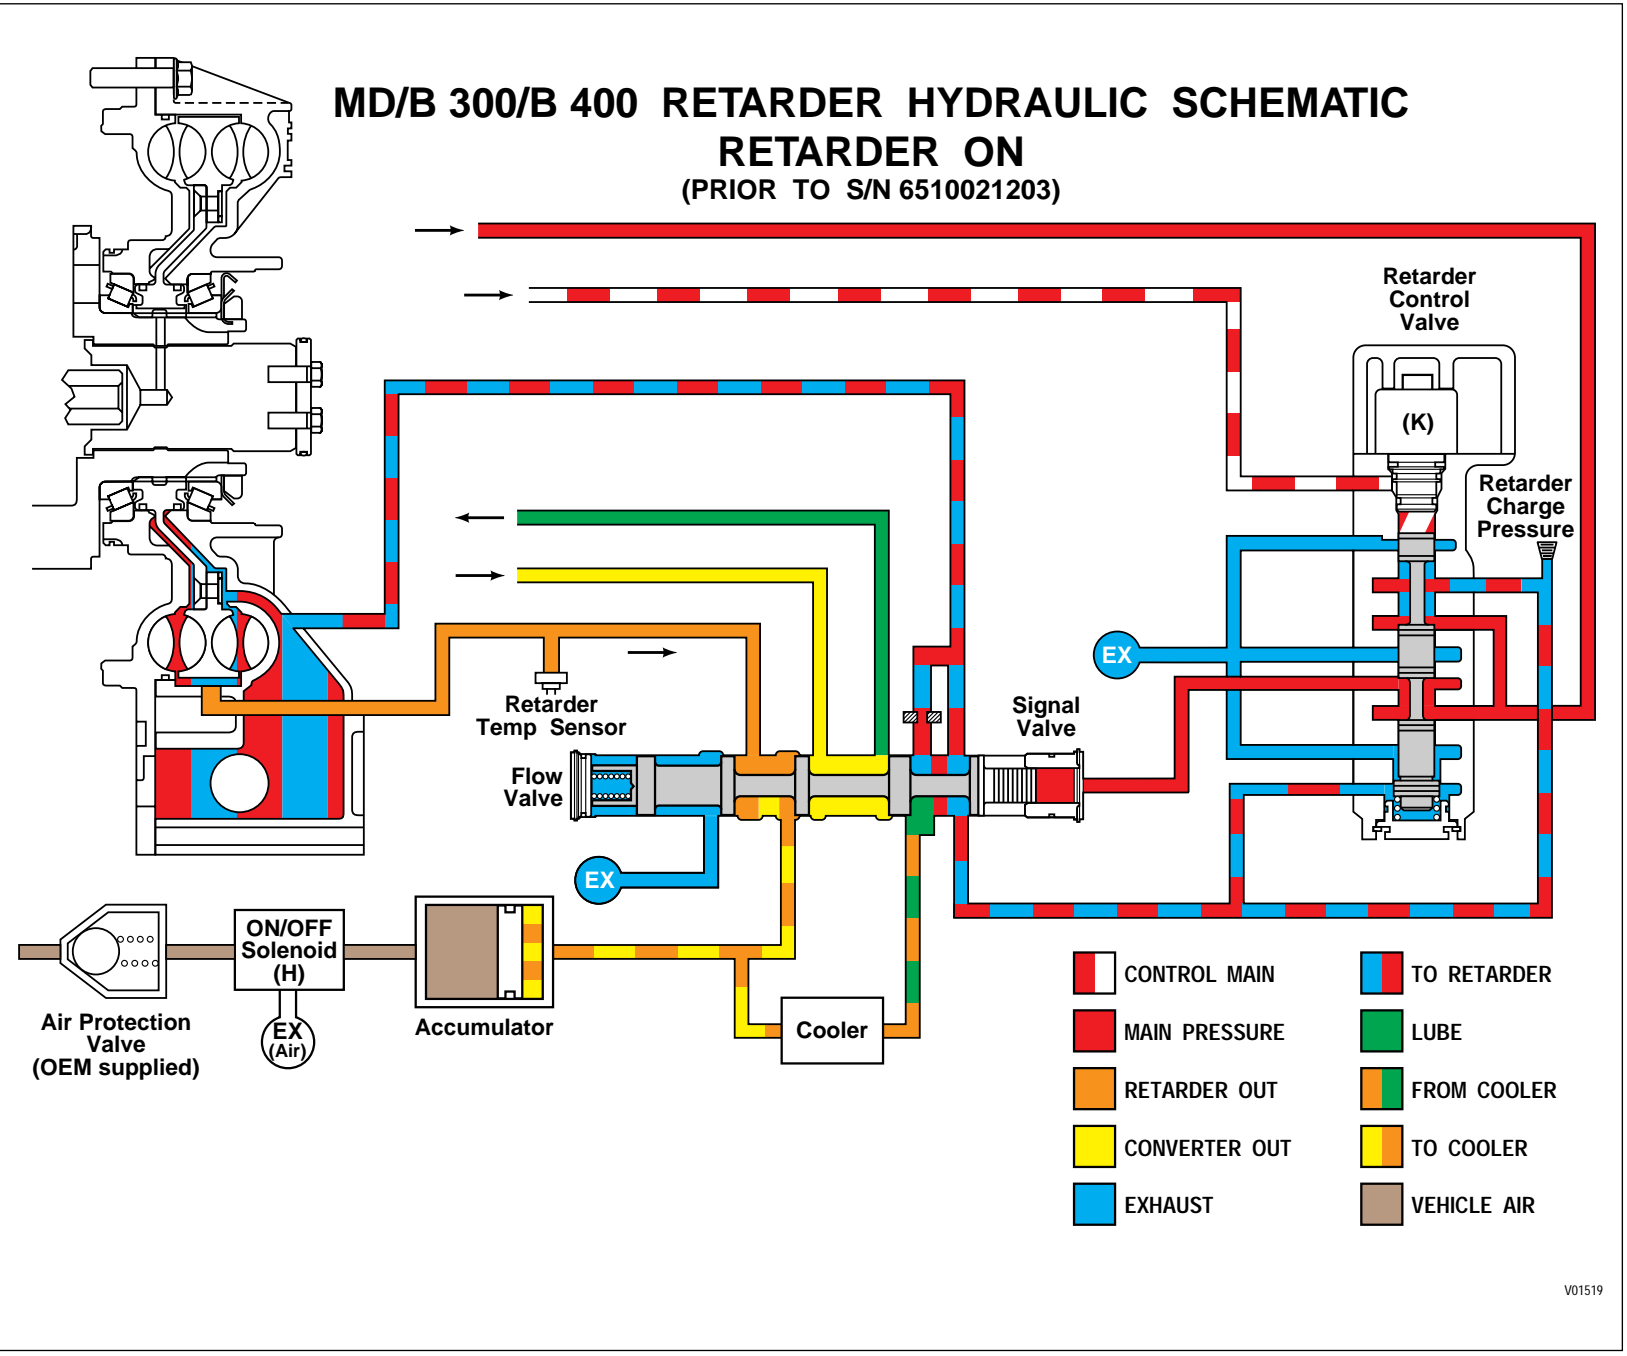 MD/B 300/B 400 RETARDER HYDRAULIC SCHEMATIC
RETARDER ON
(PRIOR TO S/N 6510021203)
Retarder
Control
Valve
(K)
Retarder
Charge
Pressure
EX
Retarder
Temp Sensor
Signal
Valve
Flow
Valve
EX
ON/OFF
Solenoid
(H)
EX
(Air)
Air Protection
Valve
(OEM supplied)
Accumulator
Cooler
CONTROL MAIN
MAIN PRESSURE
RETARDER OUT
CONVERTER OUT
EXHAUST
TO RETARDER
LUBE
FROM COOLER
TO COOLER
VEHICLE AIR
V01519